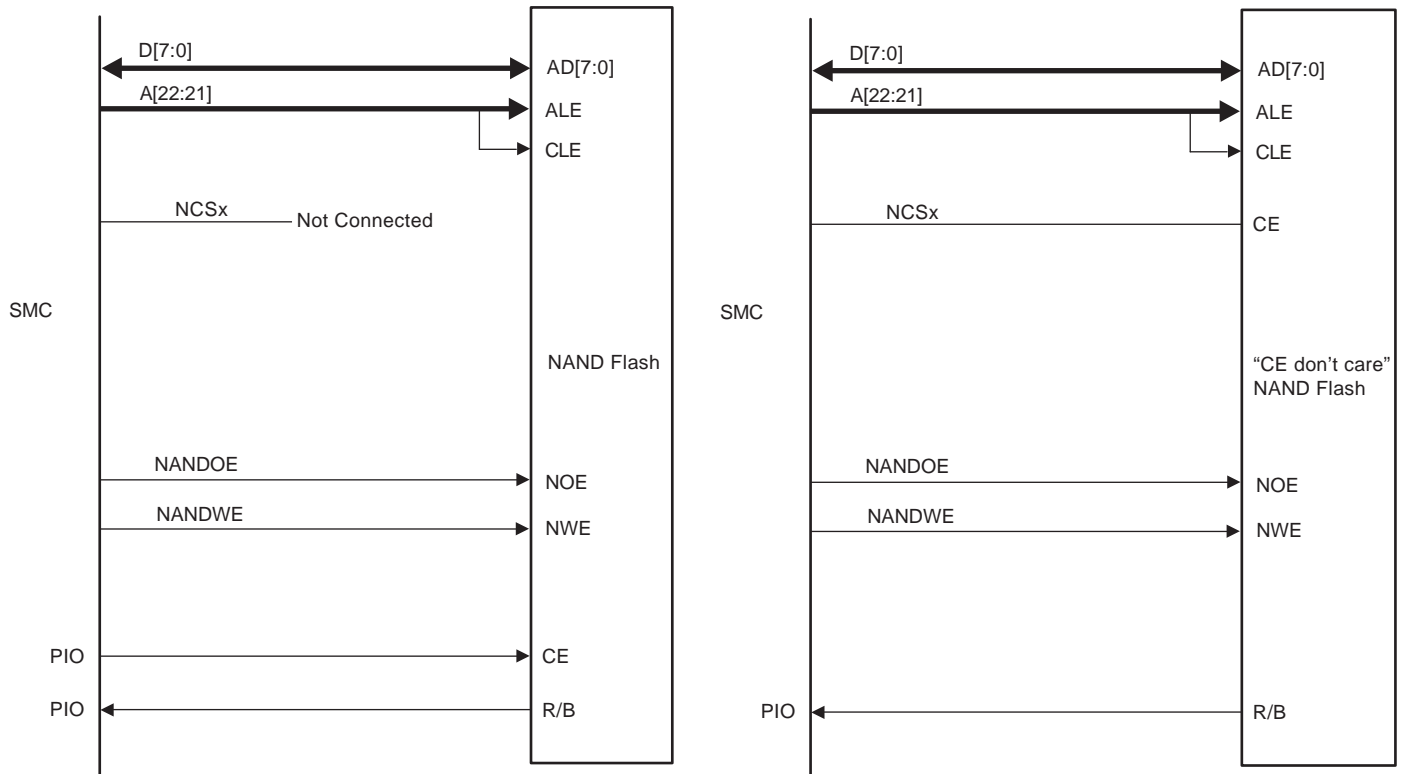 D[7:0]
AD[7:0]
A[22:21]
ALE
CLE
NCSx
Not Connected
SMC
NAND Flash
NANDOE
NOE
NANDWE
NWE
PIO
CE
PIO
R/B
D[7:0]
AD[7:0]
A[22:21]
ALE
CLE
NCSx
CE
SMC
“CE don’t care”
NAND Flash
NANDOE
NOE
NANDWE
NWE
PIO
R/B